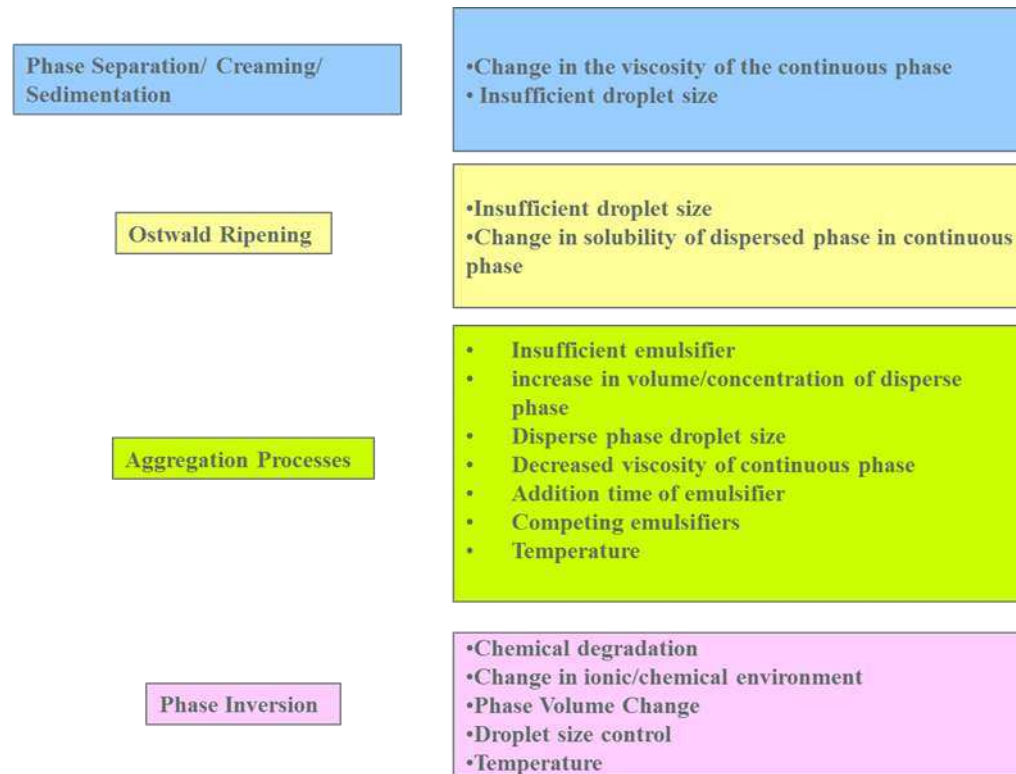 Phase Separation/ Creaming/
Sedimentation
•Change in the viscosity of the continuous phase
• Insufficient droplet size
Ostwald Ripening
•Insufficient droplet size
•Change in solubility of dispersed phase in continuous
phase
Aggregation Processes
• Insufficient emulsifier
• increase in volume/concentration of disperse
phase
• Disperse phase droplet size
• Decreased viscosity of continuous phase
• Addition time of emulsifier
• Competing emulsifiers
• Temperature
Phase Inversion
•Chemical degradation
•Change in ionic/chemical environment
•Phase Volume Change
•Droplet size control
•Temperature